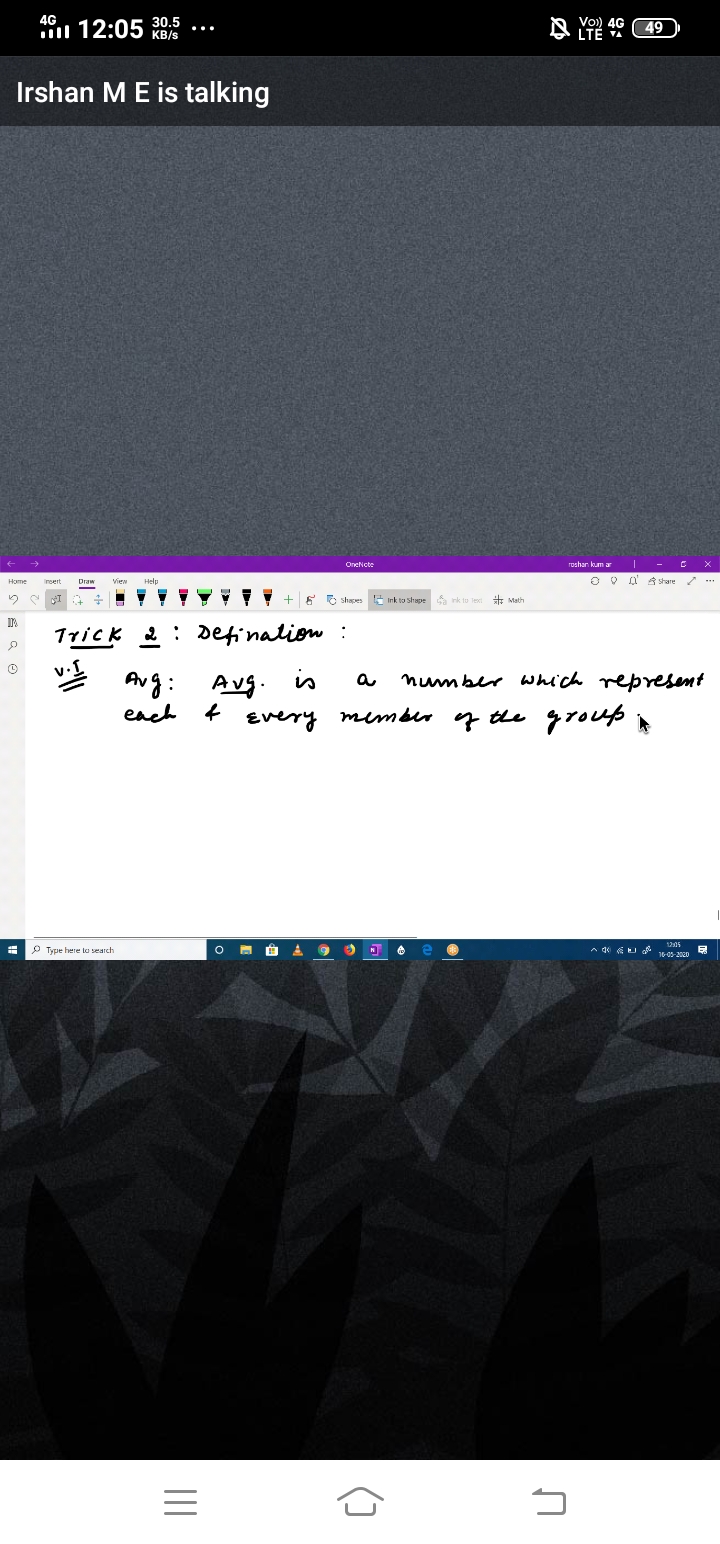 4G 12:05 30.5 KB/s ... Vo) LTE 4G 49
Irshan M E is talking
OneNote roshan kumar
Home Insert Draw View Help Share
Shapes Ink to Shape Ink to Text Math
Trick 2 : Defination :
V.I Avg : Avg. is a number which represent
each & Every member of the group.
Type here to search 12:05
16-05-2020